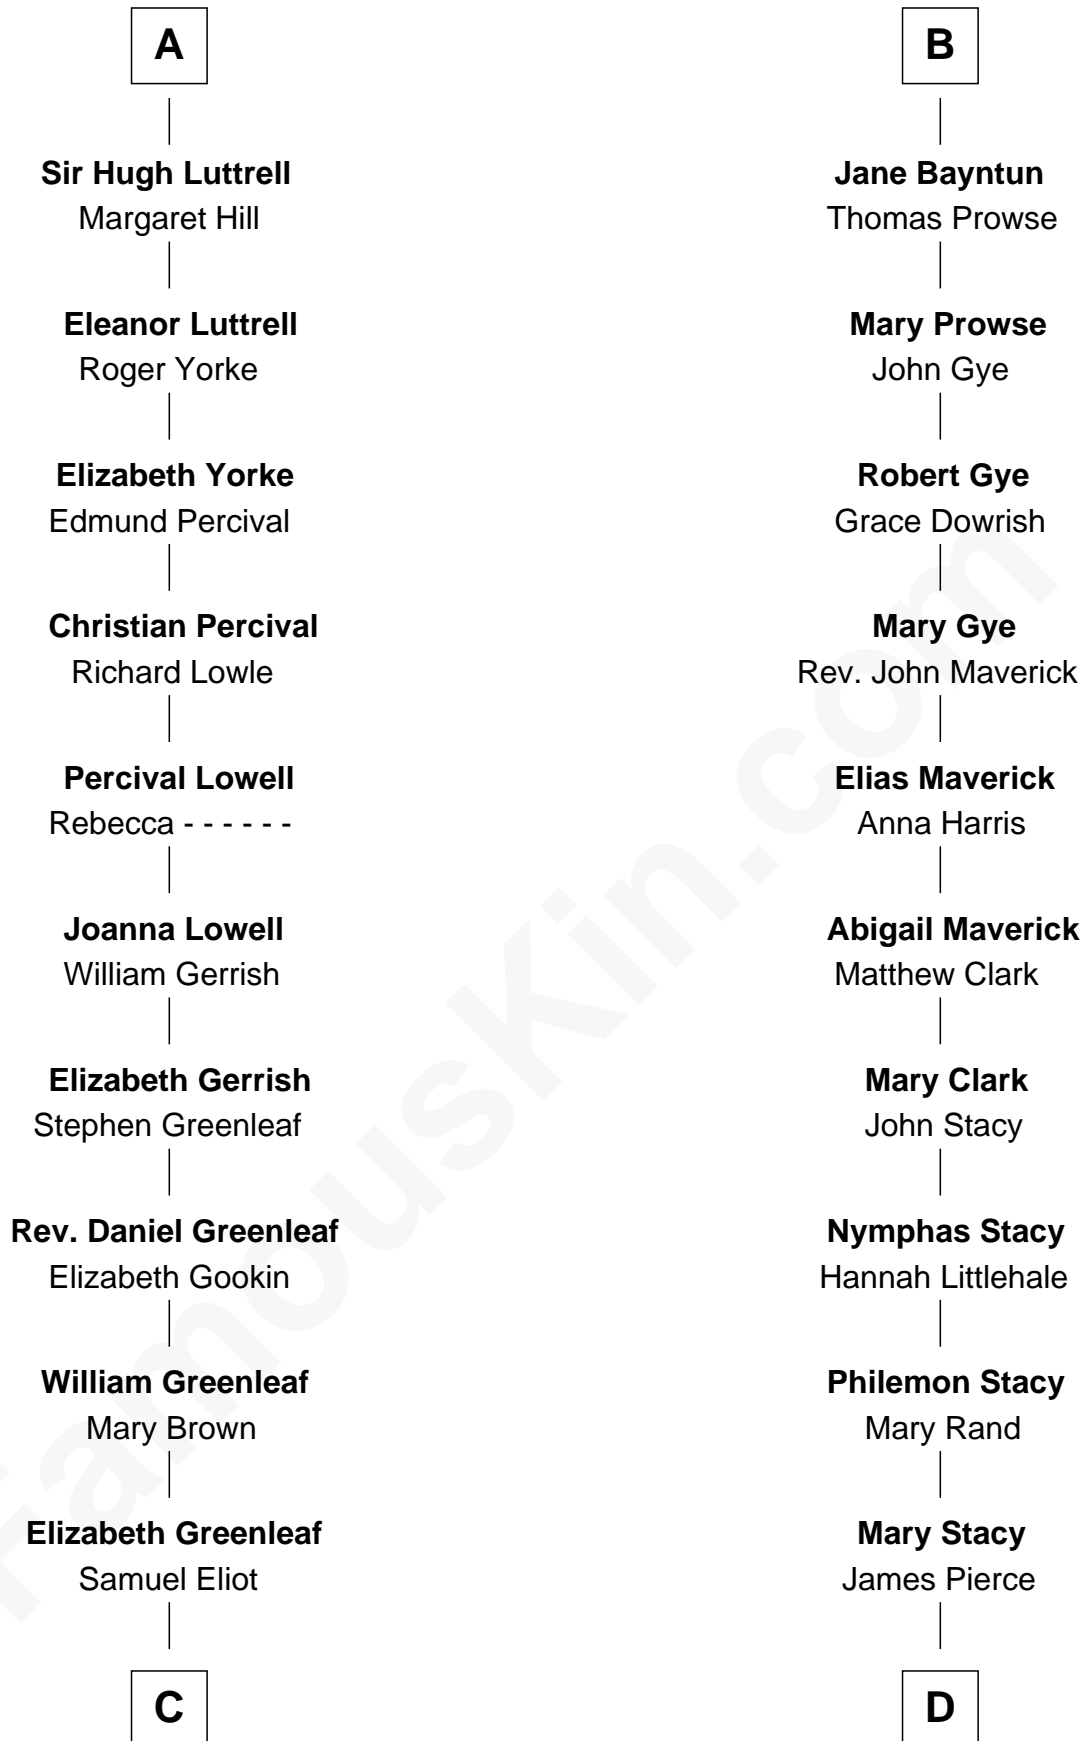 A
Sir Hugh Luttrell
Margaret Hill
Eleanor Luttrell
Roger Yorke
Elizabeth Yorke
Edmund Percival
Christian Percival
Richard Lowle
Percival Lowell
Rebecca - - - - - -
Joanna Lowell
William Gerrish
Elizabeth Gerrish
Stephen Greenleaf
Rev. Daniel Greenleaf
Elizabeth Gookin
William Greenleaf
Mary Brown
Elizabeth Greenleaf
Samuel Eliot
C
B
Jane Bayntun
Thomas Prowse
Mary Prowse
John Gye
Robert Gye
Grace Dowrish
Mary Gye
Rev. John Maverick
Elias Maverick
Anna Harris
Abigail Maverick
Matthew Clark
Mary Clark
John Stacy
Nymphas Stacy
Hannah Littlehale
Philemon Stacy
Mary Rand
Mary Stacy
James Pierce
D
FamousKin.com